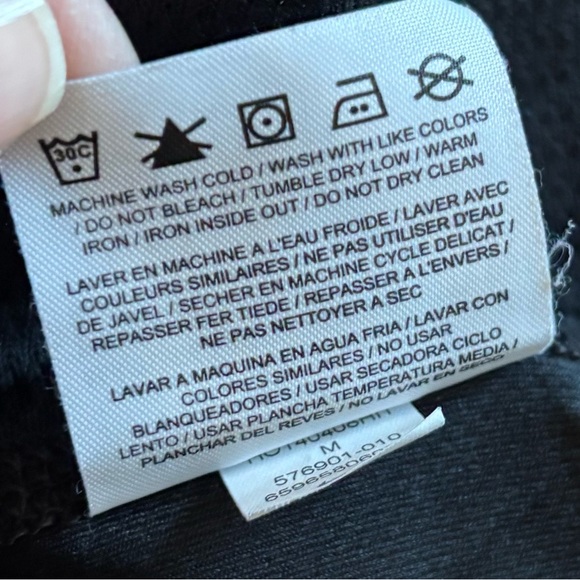 30C
MACHINE WASH COLD / WASH WITH LIKE COLORS
/ DO NOT BLEACH / TUMBLE DRY LOW / WARM
IRON / IRON INSIDE OUT / DO NOT DRY CLEAN
LAVER EN MACHINE A L'EAU FROIDE / LAVER AVEC
COULEURS SIMILAIRES / NE PAS UTILISER D'EAU
DE JAVEL / SECHER EN MACHINE CYCLE DELICAT /
REPASSER FER TIEDE / REPASSER A L'ENVERS /
NE PAS NETTOYER A SEC
LAVAR A MAQUINA EN AGUA FRIA / LAVAR CON
COLORES SIMILARES / NO USAR
BLANQUEADORES / USAR SECADORA CICLO
LENTO / USAR PLANCHA TEMPERATURA MEDIA /
PLANCHAR DEL REVES / NO LAVAR EN SECO
M
576901-010